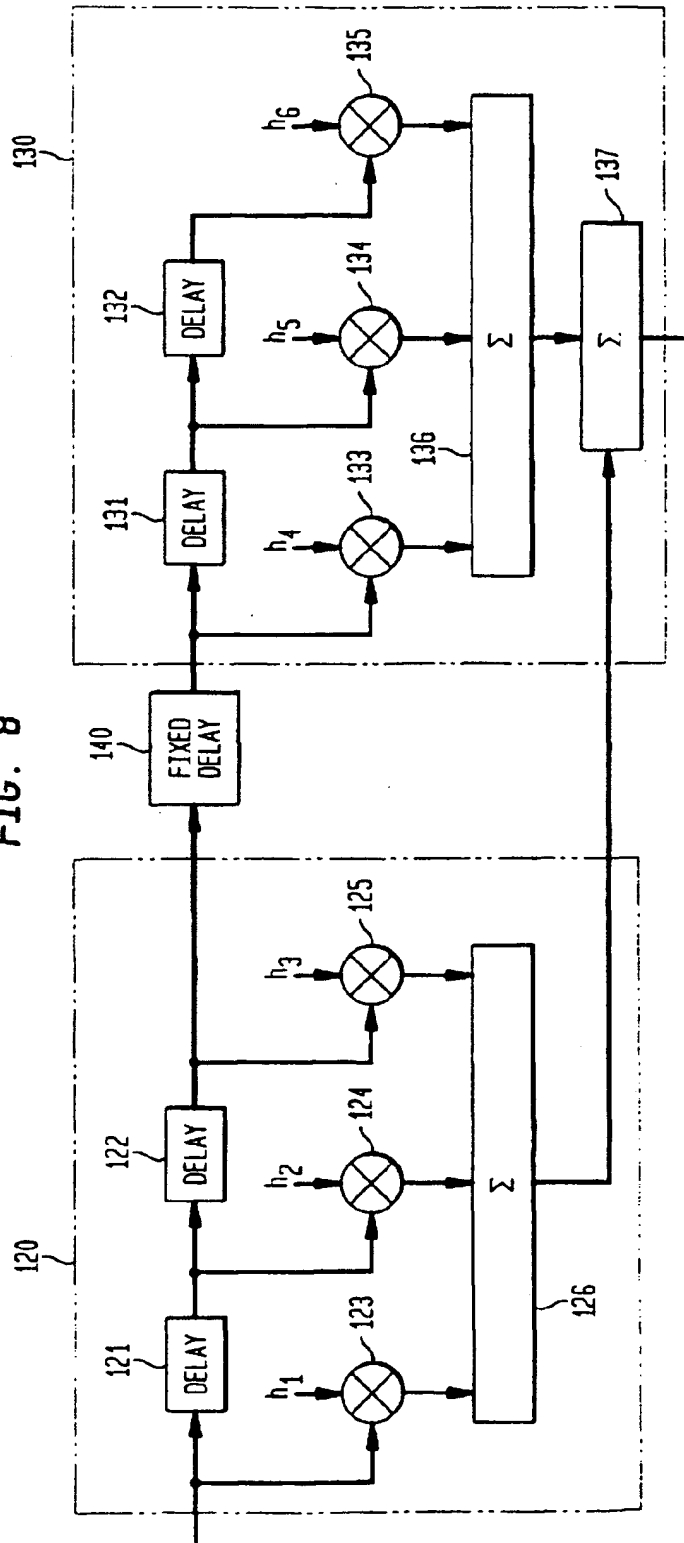 FIG. 8
120
121
DELAY
122
DELAY
h1
123
h2
124
h3
125
Σ
126
140
FIXED
DELAY
130
131
DELAY
132
DELAY
h4
133
h5
134
h6
135
136
Σ
137
Σ